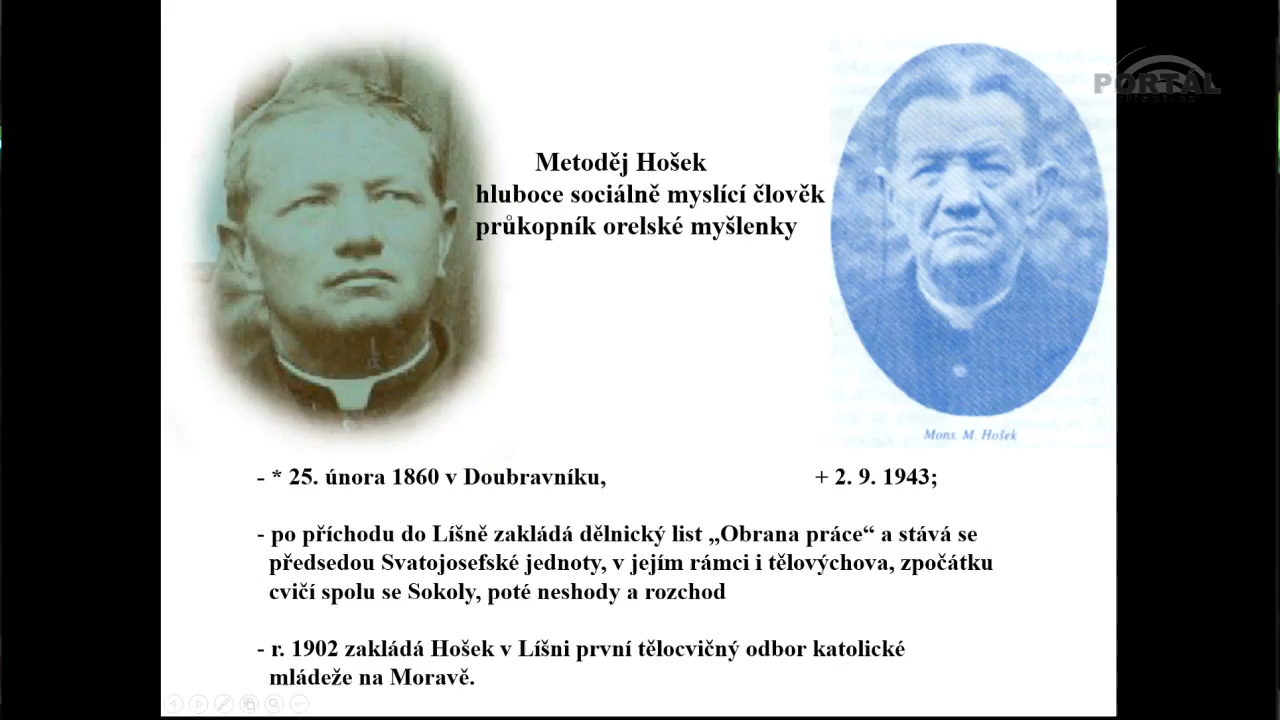 PORTÁL
Metoděj Hošek
hluboce sociálně myslící člověk
průkopník orelské myšlenky
Mons. M. Hošek
- * 25. února 1860 v Doubravníku, + 2. 9. 1943;
- po příchodu do Líšně zakládá dělnický list „Obrana práce“ a stává se
předsedou Svatojosefské jednoty, v jejím rámci i tělovýchova, zpočátku
cvičí spolu se Sokoly, poté neshody a rozchod
- r. 1902 zakládá Hošek v Líšni první tělocvičný odbor katolické
mládeže na Moravě.